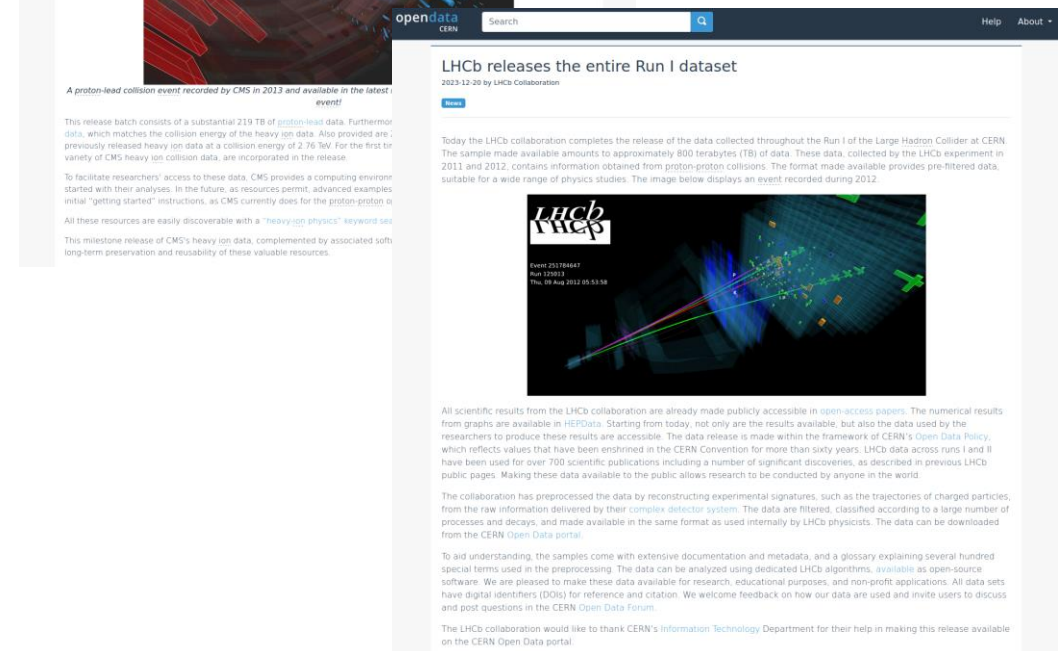 A proton-lead collision event recorded by CMS in 2013 and available in the latest
event!
This release batch consists of a substantial 219 TB of proton-lead data. Furthermor
data, which matches the collision energy of the heavy ion data. Also provided are
previously released heavy ion data at a collision energy of 2.76 TeV. For the first tir
variety of CMS heavy ion collision data, are incorporated in the release.
To facilitate researchers' access to these data, CMS provides a computing environr
started with their analyses. In the future, as resources permit, advanced examples
initial "getting started" instructions, as CMS currently does for the proton-proton
All these resources are easily discoverable with a "heavy-ion physics" keyword sea
This milestone release of CMS's heavy ion data, complemented by associated soft
long-term preservation and reusability of these valuable resources.
opendata
CERN
Search
Help
About
LHCb releases the entire Run I dataset
2023-12-20 by LHCb Collaboration
News
Today the LHCb collaboration completes the release of the data collected throughout the Run I of the Large Hadron Collider at CERN.
The sample made available amounts to approximately 800 terabytes (TB) of data. These data, collected by the LHCb experiment in
2011 and 2012, contains information obtained from proton-proton collisions. The format made available provides pre-filtered data,
suitable for a wide range of physics studies. The image below displays an event recorded during 2012.
LHCb
Event 251784647
Run 125013
Thu, 09 Aug 2012 05:53:58
All scientific results from the LHCb collaboration are already made publicly accessible in open-access papers. The numerical results
from graphs are available in HEPData. Starting from today, not only are the results available, but also the data used by the
researchers to produce these results are accessible. The data release is made within the framework of CERN's Open Data Policy,
which reflects values that have been enshrined in the CERN Convention for more than sixty years. LHCb data across runs I and II
have been used for over 700 scientific publications including a number of significant discoveries, as described in previous LHCb
public pages. Making these data available to the public allows research to be conducted by anyone in the world.
The collaboration has preprocessed the data by reconstructing experimental signatures, such as the trajectories of charged particles,
from the raw information delivered by their complex detector system. The data are filtered, classified according to a large number of
processes and decays, and made available in the same format as used internally by LHCb physicists. The data can be downloaded
from the CERN Open Data portal.
To aid understanding, the samples come with extensive documentation and metadata, and a glossary explaining several hundred
special terms used in the preprocessing. The data can be analyzed using dedicated LHCb algorithms, available as open-source
software. We are pleased to make these data available for research, educational purposes, and non-profit applications. All data sets
have digital identifiers (DOIs) for reference and citation. We welcome feedback on how our data are used and invite users to discuss
and post questions in the CERN Open Data Forum.
The LHCb collaboration would like to thank CERN's Information Technology Department for their help in making this release available
on the CERN Open Data portal.